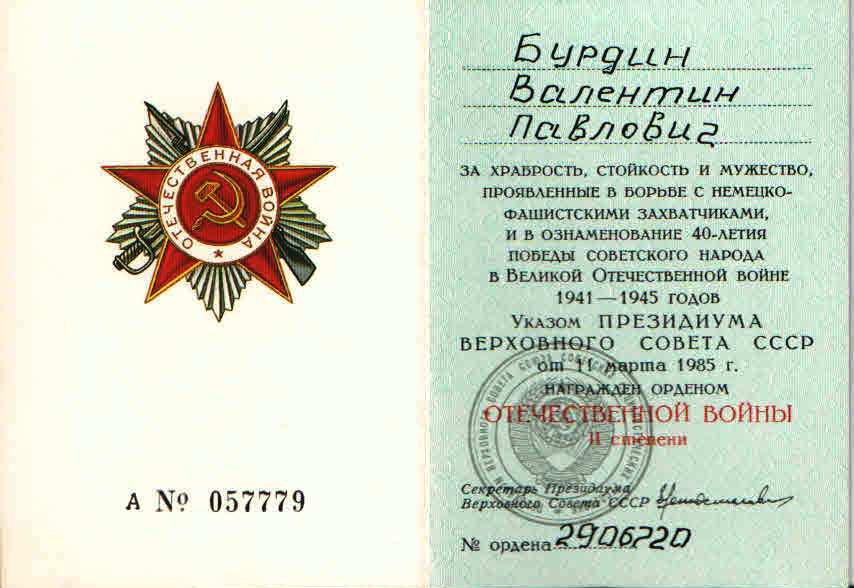 ОТЕЧЕСТВЕННАЯ ВОЙНА
А № 057779
Бурдин
Валентин
Павлович
ЗА ХРАБРОСТЬ, СТОЙКОСТЬ И МУЖЕСТВО,
ПРОЯВЛЕННЫЕ В БОРЬБЕ С НЕМЕЦКО-
ФАШИСТСКИМИ ЗАХВАТЧИКАМИ,
И В ОЗНАМЕНОВАНИЕ 40-ЛЕТИЯ
ПОБЕДЫ СОВЕТСКОГО НАРОДА
В ВЕЛИКОЙ ОТЕЧЕСТВЕННОЙ ВОЙНЕ
1941—1945 ГОДОВ
УКАЗОМ ПРЕЗИДИУМА
ВЕРХОВНОГО СОВЕТА СССР
от 11 марта 1985 г.
НАГРАЖДЕН ОРДЕНОМ
ОТЕЧЕСТВЕННОЙ ВОЙНЫ
II степени
Секретарь Президиума
Верховного Совета СССР
№ ордена 2906720